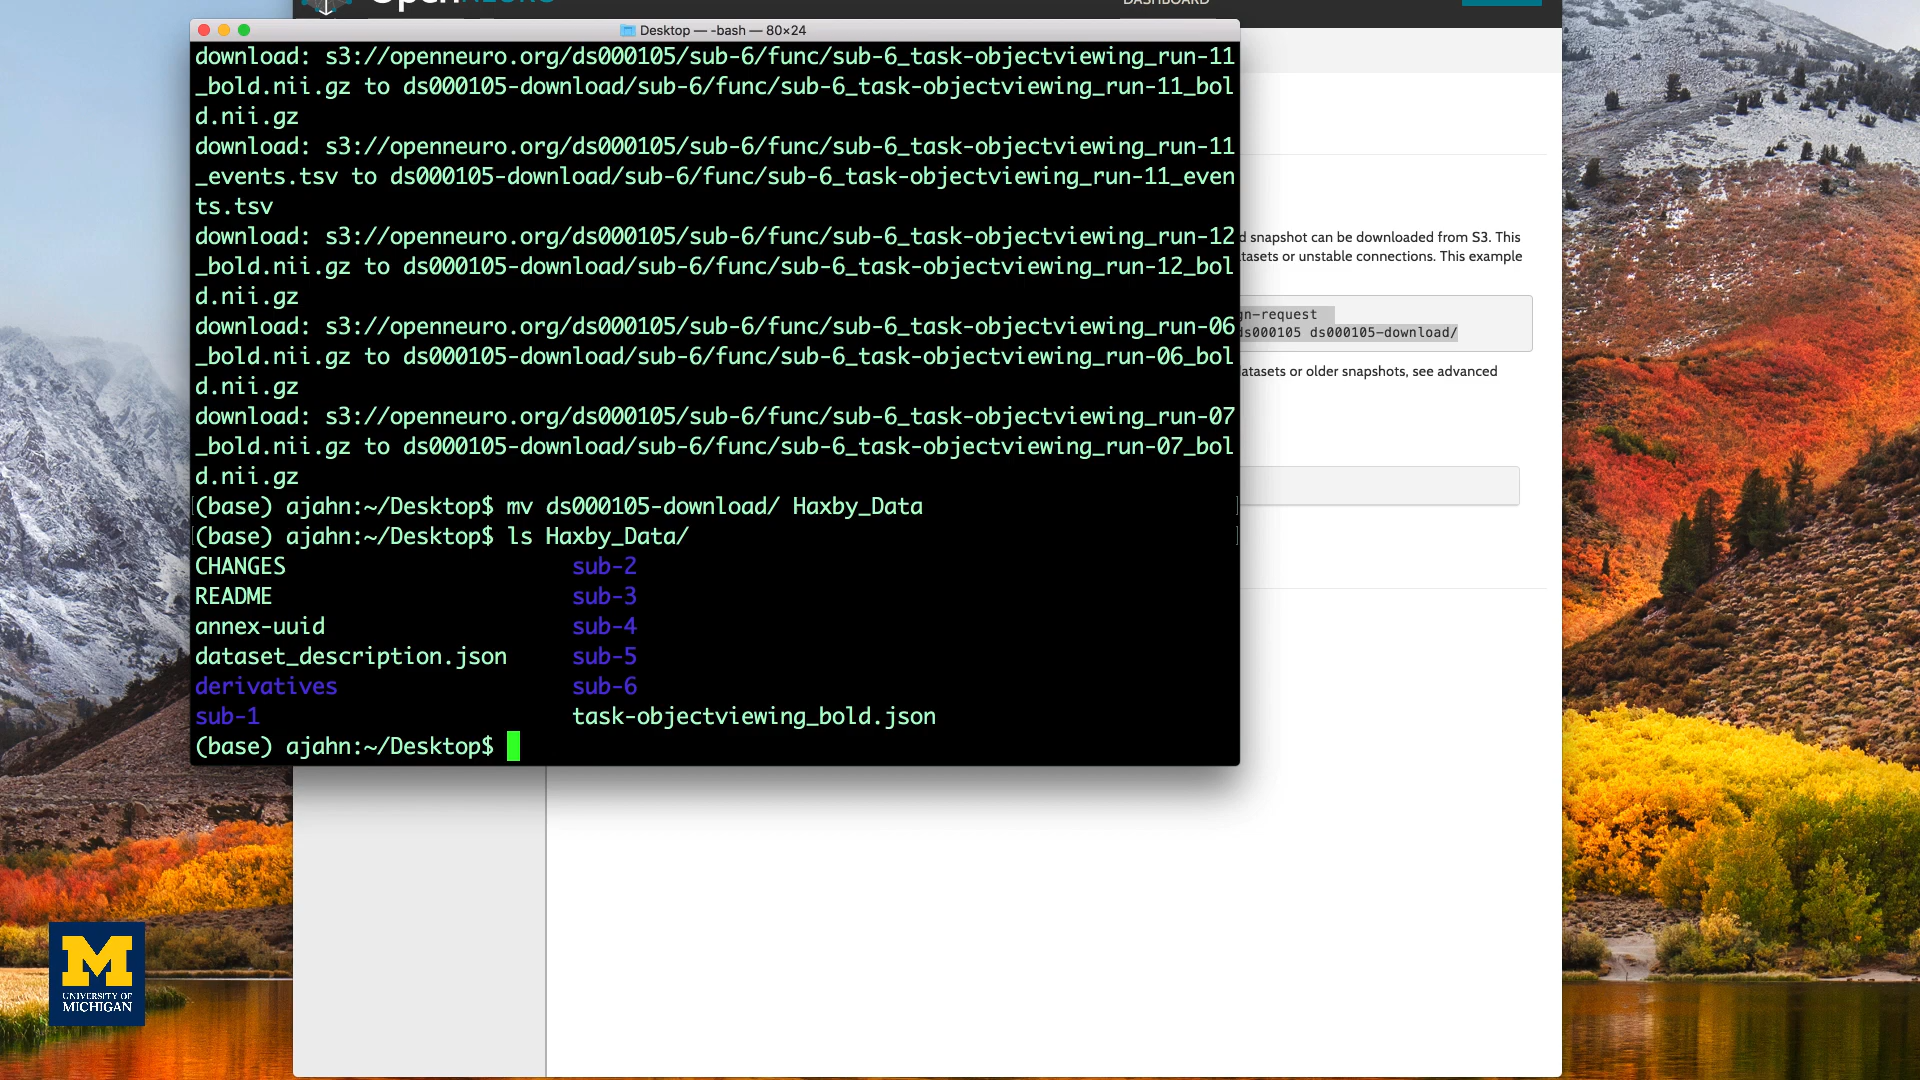 OpenNEURO
DASHBOARD
Desktop — -bash — 80×24
download: s3://openneuro.org/ds000105/sub-6/func/sub-6_task-objectviewing_run-11
_bold.nii.gz to ds000105-download/sub-6/func/sub-6_task-objectviewing_run-11_bol
d.nii.gz
download: s3://openneuro.org/ds000105/sub-6/func/sub-6_task-objectviewing_run-11
_events.tsv to ds000105-download/sub-6/func/sub-6_task-objectviewing_run-11_even
ts.tsv
download: s3://openneuro.org/ds000105/sub-6/func/sub-6_task-objectviewing_run-12
_bold.nii.gz to ds000105-download/sub-6/func/sub-6_task-objectviewing_run-12_bol
d.nii.gz
download: s3://openneuro.org/ds000105/sub-6/func/sub-6_task-objectviewing_run-06
_bold.nii.gz to ds000105-download/sub-6/func/sub-6_task-objectviewing_run-06_bol
d.nii.gz
download: s3://openneuro.org/ds000105/sub-6/func/sub-6_task-objectviewing_run-07
_bold.nii.gz to ds000105-download/sub-6/func/sub-6_task-objectviewing_run-07_bol
d.nii.gz
(base) ajahn:~/Desktop$ mv ds000105-download/ Haxby_Data
(base) ajahn:~/Desktop$ ls Haxby_Data/
CHANGES sub-2
README sub-3
annex-uuid sub-4
dataset_description.json sub-5
derivatives sub-6
sub-1 task-objectviewing_bold.json
(base) ajahn:~/Desktop$
d snapshot can be downloaded from S3. This
tasets or unstable connections. This example
gn-request
ds000105 ds000105-download/
atasets or older snapshots, see advanced
M
UNIVERSITY OF
MICHIGAN